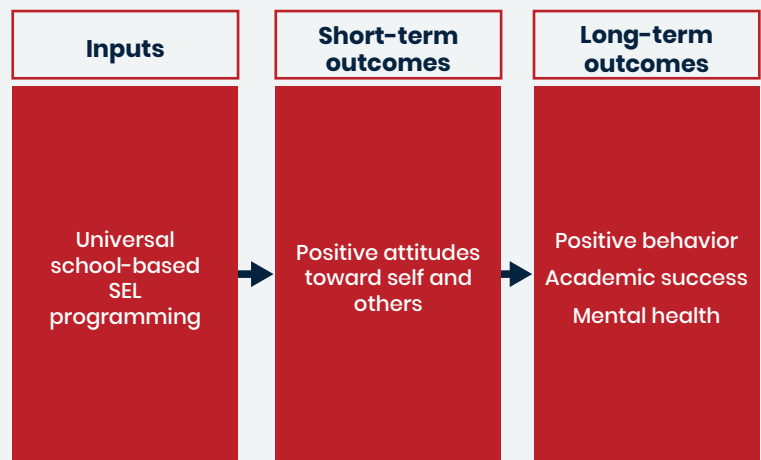 Inputs
Short-term
outcomes
Long-term
outcomes
Universal
school-based
SEL
programming
Positive attitudes
toward self and
others
Positive behavior
Academic success
Mental health